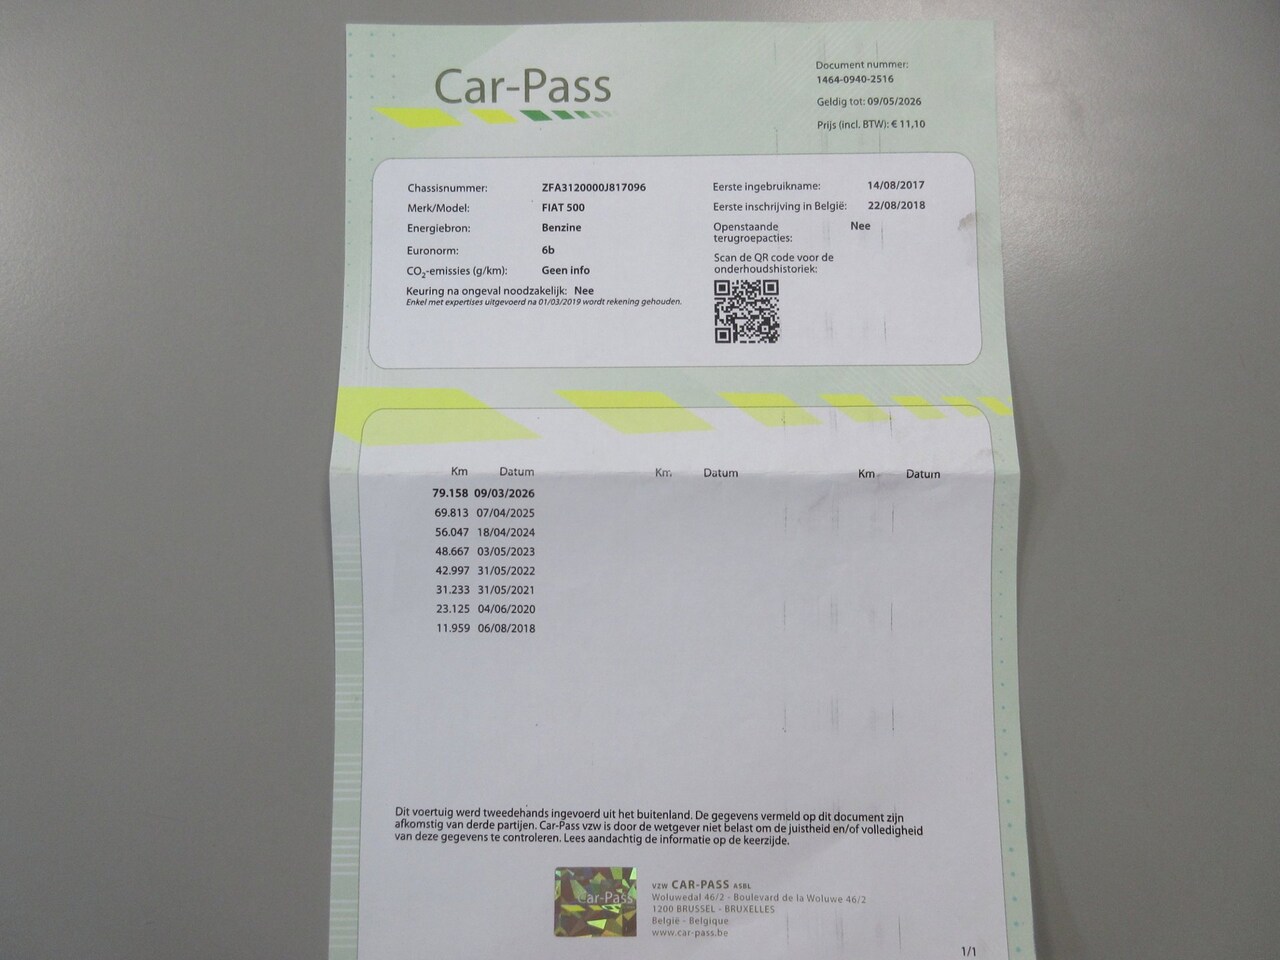 Car-Pass
Document nummer:
1464-0940-2516
Geldig tot: 09/05/2026
Prijs (incl. BTW): € 11,10
Chassisnummer: ZFA3120000J817096
Merk/Model: FIAT 500
Energiebron: Benzine
Euronorm: 6b
CO₂-emissies (g/km): Geen info
Keuring na ongeval noodzakelijk: Nee
Enkel met expertises uitgevoerd na 01/03/2019 wordt rekening gehouden.
Eerste ingebruikname: 14/08/2017
Eerste inschrijving in België: 22/08/2018
Openstaande terugroepacties: Nee
Scan de QR code voor de
onderhoudshistoriek:
Km Datum Km Datum Km Datum
79.158 09/03/2026
69.813 07/04/2025
56.047 18/04/2024
48.667 03/05/2023
42.997 31/05/2022
31.233 31/05/2021
23.125 04/06/2020
11.959 06/08/2018
Dit voertuig werd tweedehands ingevoerd uit het buitenland. De gegevens vermeld op dit document zijn
afkomstig van derde partijen. Car-Pass vzw is door de wetgever niet belast om de juistheid en/of volledigheid
van deze gegevens te controleren. Lees aandachtig de informatie op de keerzijde.
Car-Pass
VZW CAR-PASS ASBL
Woluwedal 46/2 - Boulevard de la Woluwe 46/2
1200 BRUSSEL - BRUXELLES
België - Belgique
www.car-pass.be
1/1